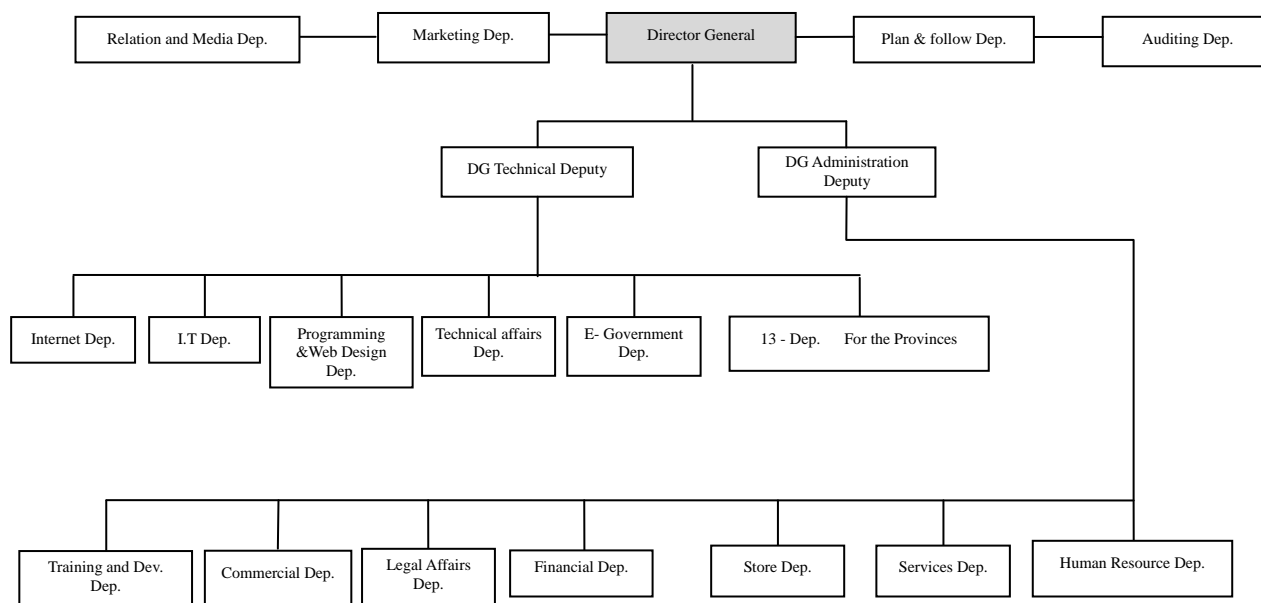 Relation and Media Dep.
Marketing Dep.
Director General
Plan & follow Dep.
Auditing Dep.
DG Technical Deputy
DG Administration
Deputy
Internet Dep.
I.T Dep.
Programming
&Web Design
Dep.
Technical affairs
Dep.
E- Government
Dep.
13 - Dep. For the Provinces
Training and Dev.
Dep.
Commercial Dep.
Legal Affairs
Dep.
Financial Dep.
Store Dep.
Services Dep.
Human Resource Dep.